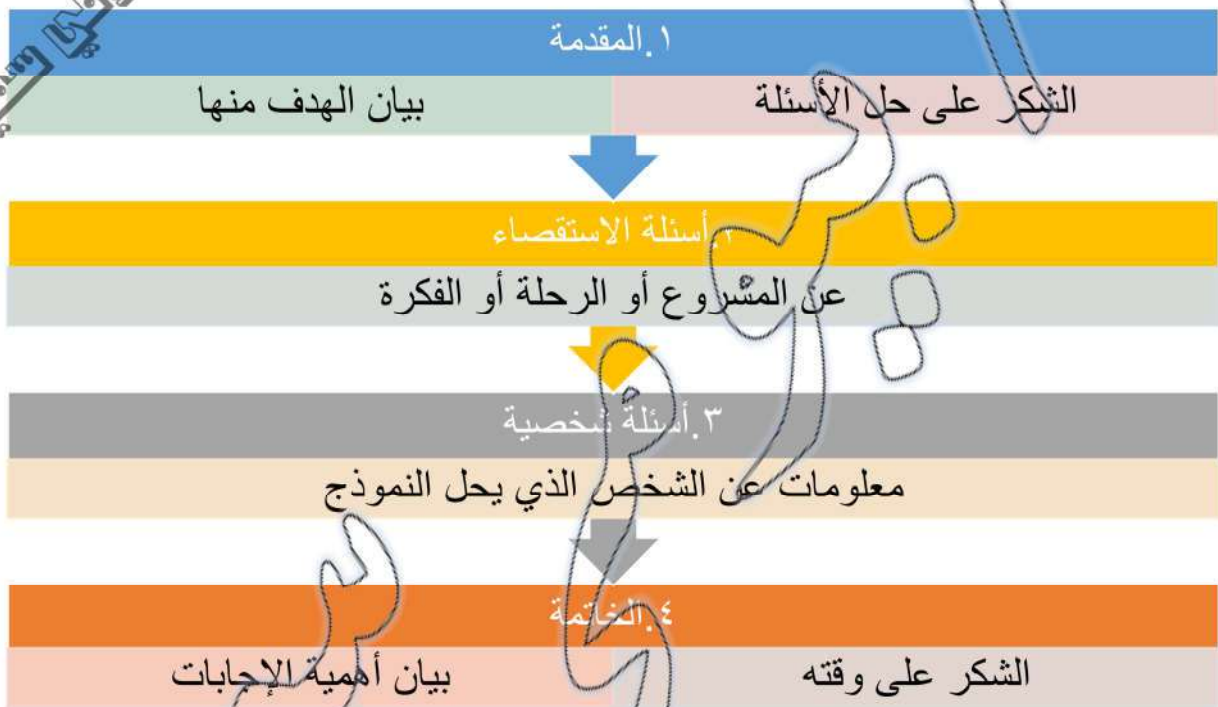 ١.المقدمة
الشكر على حل الأسئلة
بيان الهدف منها
٢.أسئلة الاستقصاء
عن المشروع أو الرحلة أو الفكرة
٣.أسئلة شخصية
معلومات عن الشخص الذي يحل النموذج
٤.الخاتمة
الشكر على وقته
بيان أهمية الإجابات